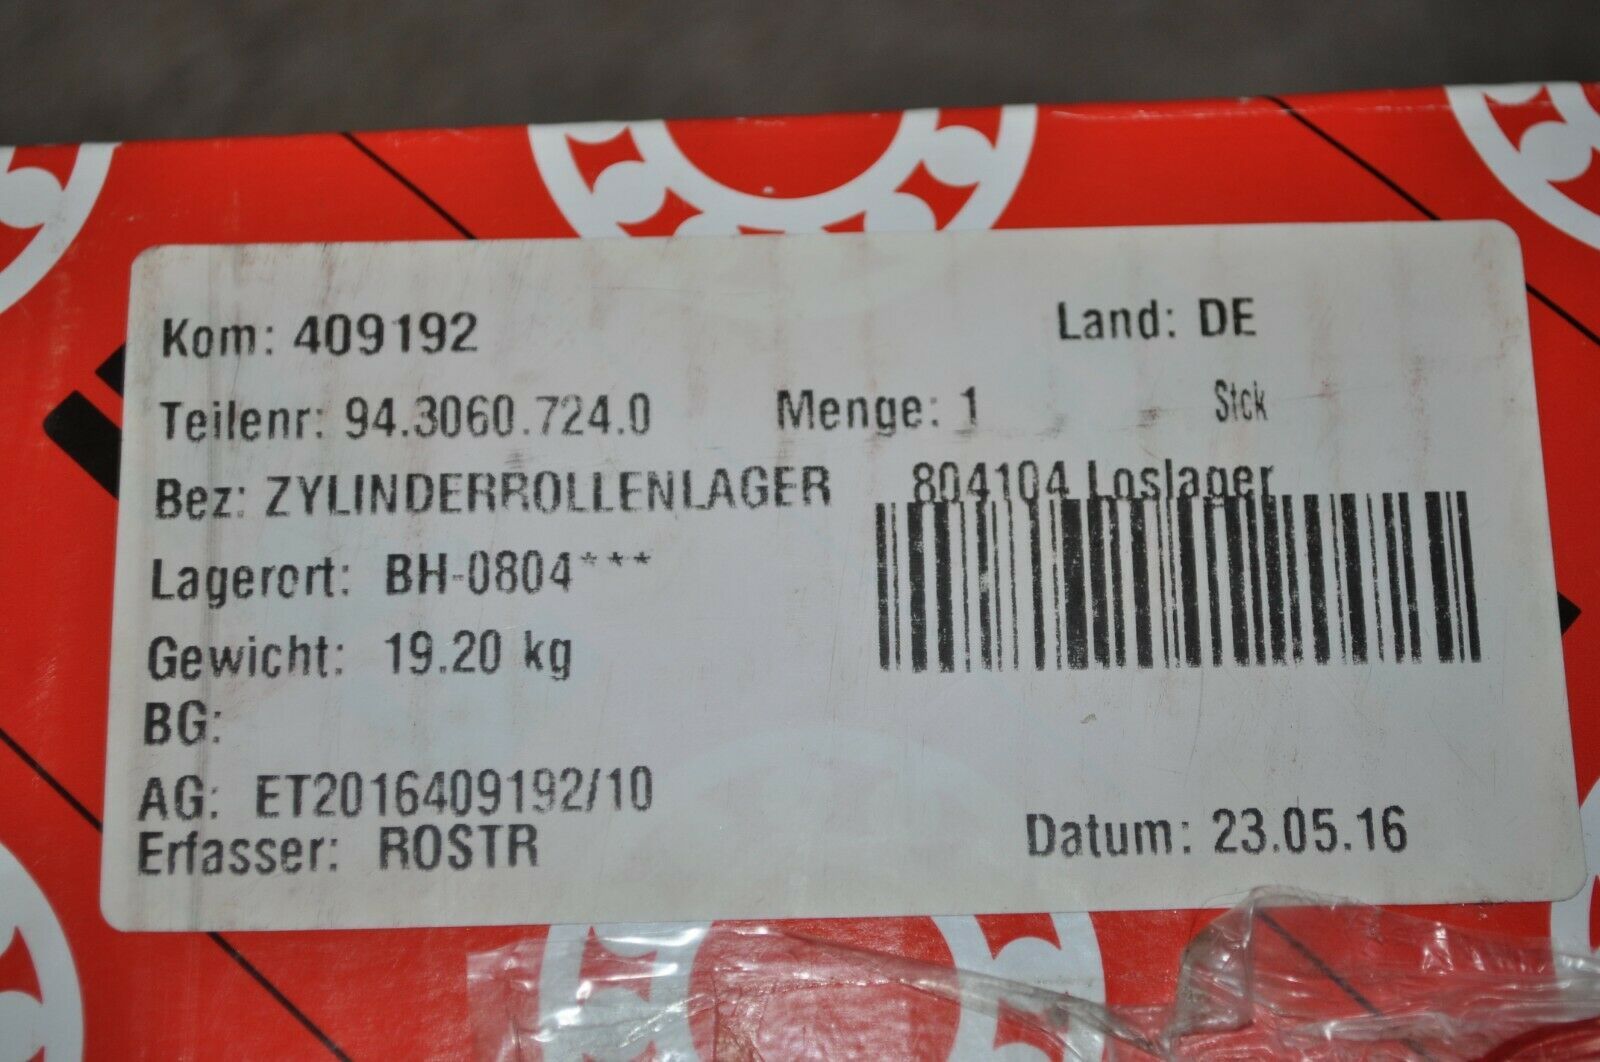 Kom: 409192 Land: DE
Teilenr: 94.3060.724.0 Menge: 1 Stck
Bez: ZYLINDERROLLENLAGER 804104 Loslager
Lagerort: BH-0804***
Gewicht: 19.20 kg
BG:
AG: ET2016409192/10
Erfasser: ROSTR Datum: 23.05.16